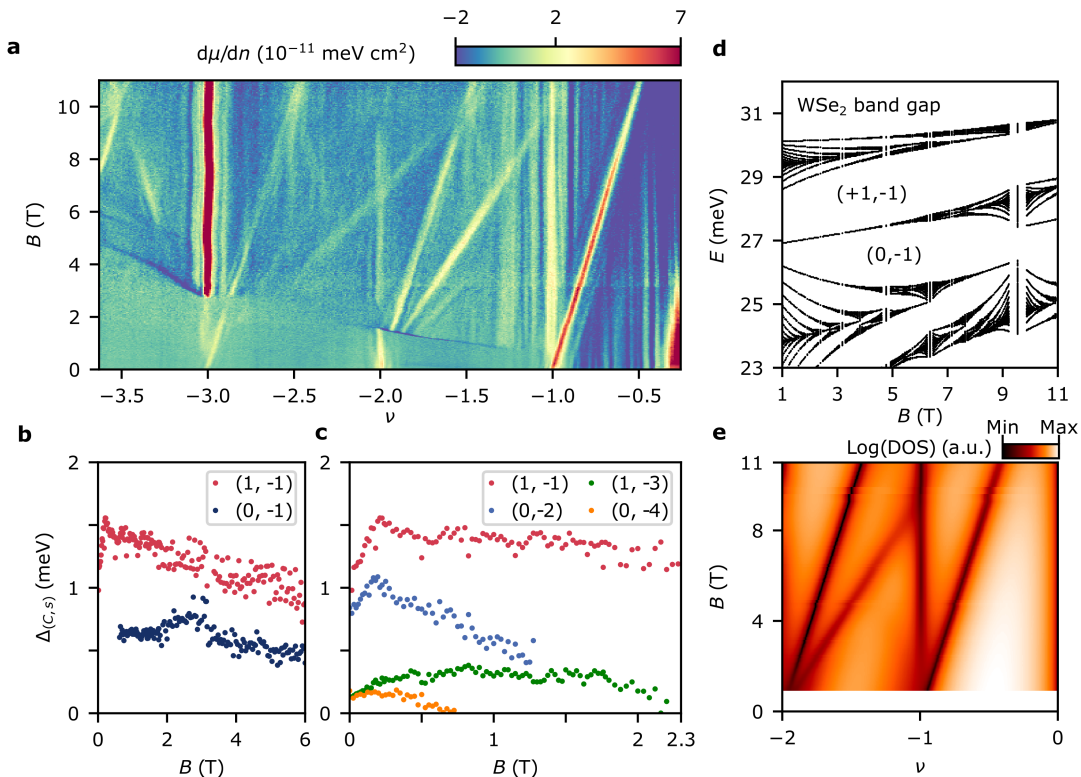 a
dμ/dn (10⁻¹¹ meV cm²)
−2 2 7
B (T)
10
8
6
4
2
0
−3.5 −3.0 −2.5 −2.0 −1.5 −1.0 −0.5
ν
d
WSe₂ band gap
(+1,-1)
(0,-1)
E (meV)
31
29
27
25
23
1 3 5 7 9 11
B (T)
b
(1, -1)
(0, -1)
Δ(C,s) (meV)
2
1
0
0 2 4 6
B (T)
c
(1, -1) (1, -3)
(0,-2) (0, -4)
2
1
0
0 1 2 2.3
B (T)
e
Min Max
Log(DOS) (a.u.)
B (T)
11
8
4
0
−2 −1 0
ν